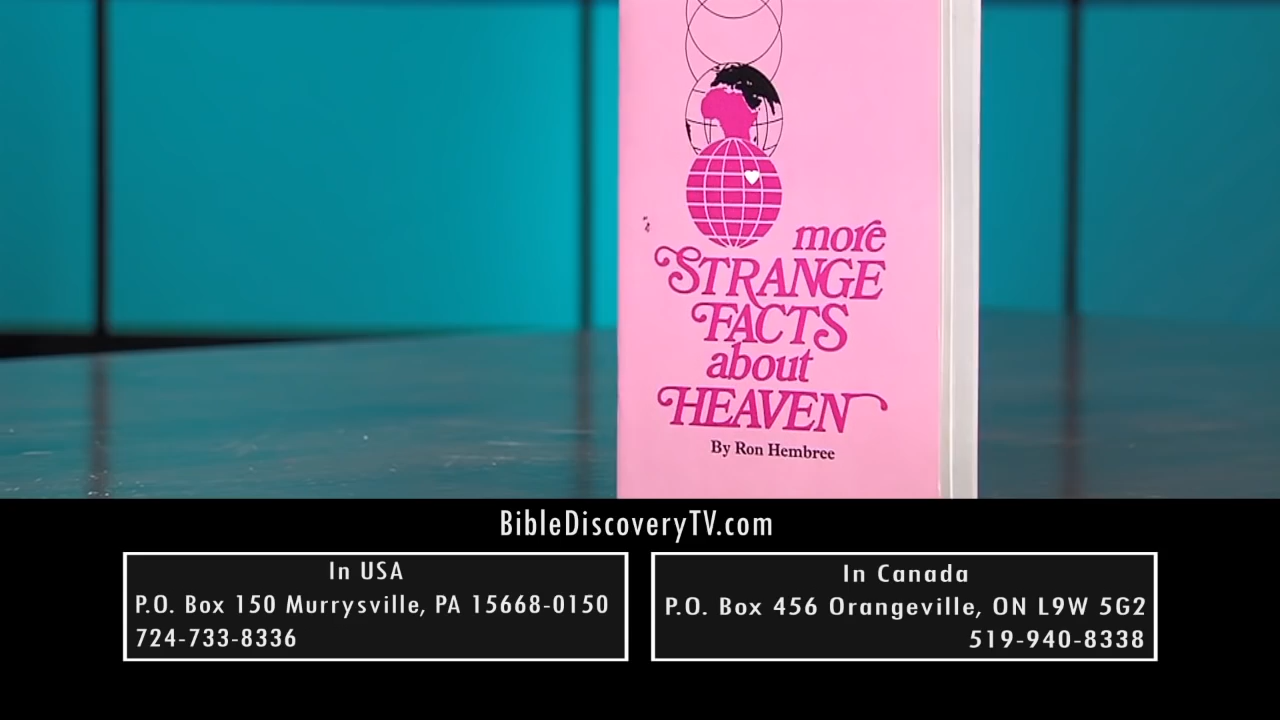 more
STRANGE
FACTS
about
HEAVEN
By Ron Hembree
BibleDiscoveryTV.com
In USA
P.O. Box 150 Murrysville, PA 15668-0150
724-733-8336
In Canada
P.O. Box 456 Orangeville, ON L9W 5G2
519-940-8338